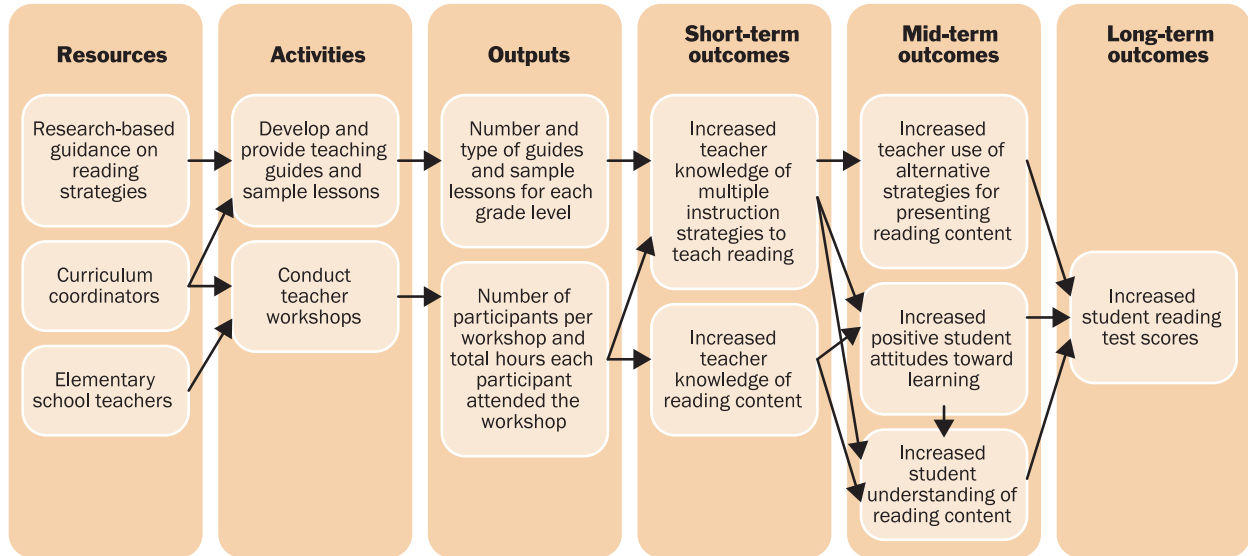 Resources
Research-based
guidance on
reading
strategies
Curriculum
coordinators
Elementary
school teachers
Activities
Develop and
provide teaching
guides and
sample lessons
Conduct
teacher
workshops
Outputs
Number and
type of guides
and sample
lessons for each
grade level
Number of
participants per
workshop and
total hours each
participant
attended the
workshop
Short-term
outcomes
Increased
teacher
knowledge of
multiple
instruction
strategies to
teach reading
Increased
teacher
knowledge of
reading content
Mid-term
outcomes
Increased
teacher use of
alternative
strategies for
presenting
reading content
Increased
positive student
attitudes toward
learning
Increased
student
understanding of
reading content
Long-term
outcomes
Increased
student reading
test scores